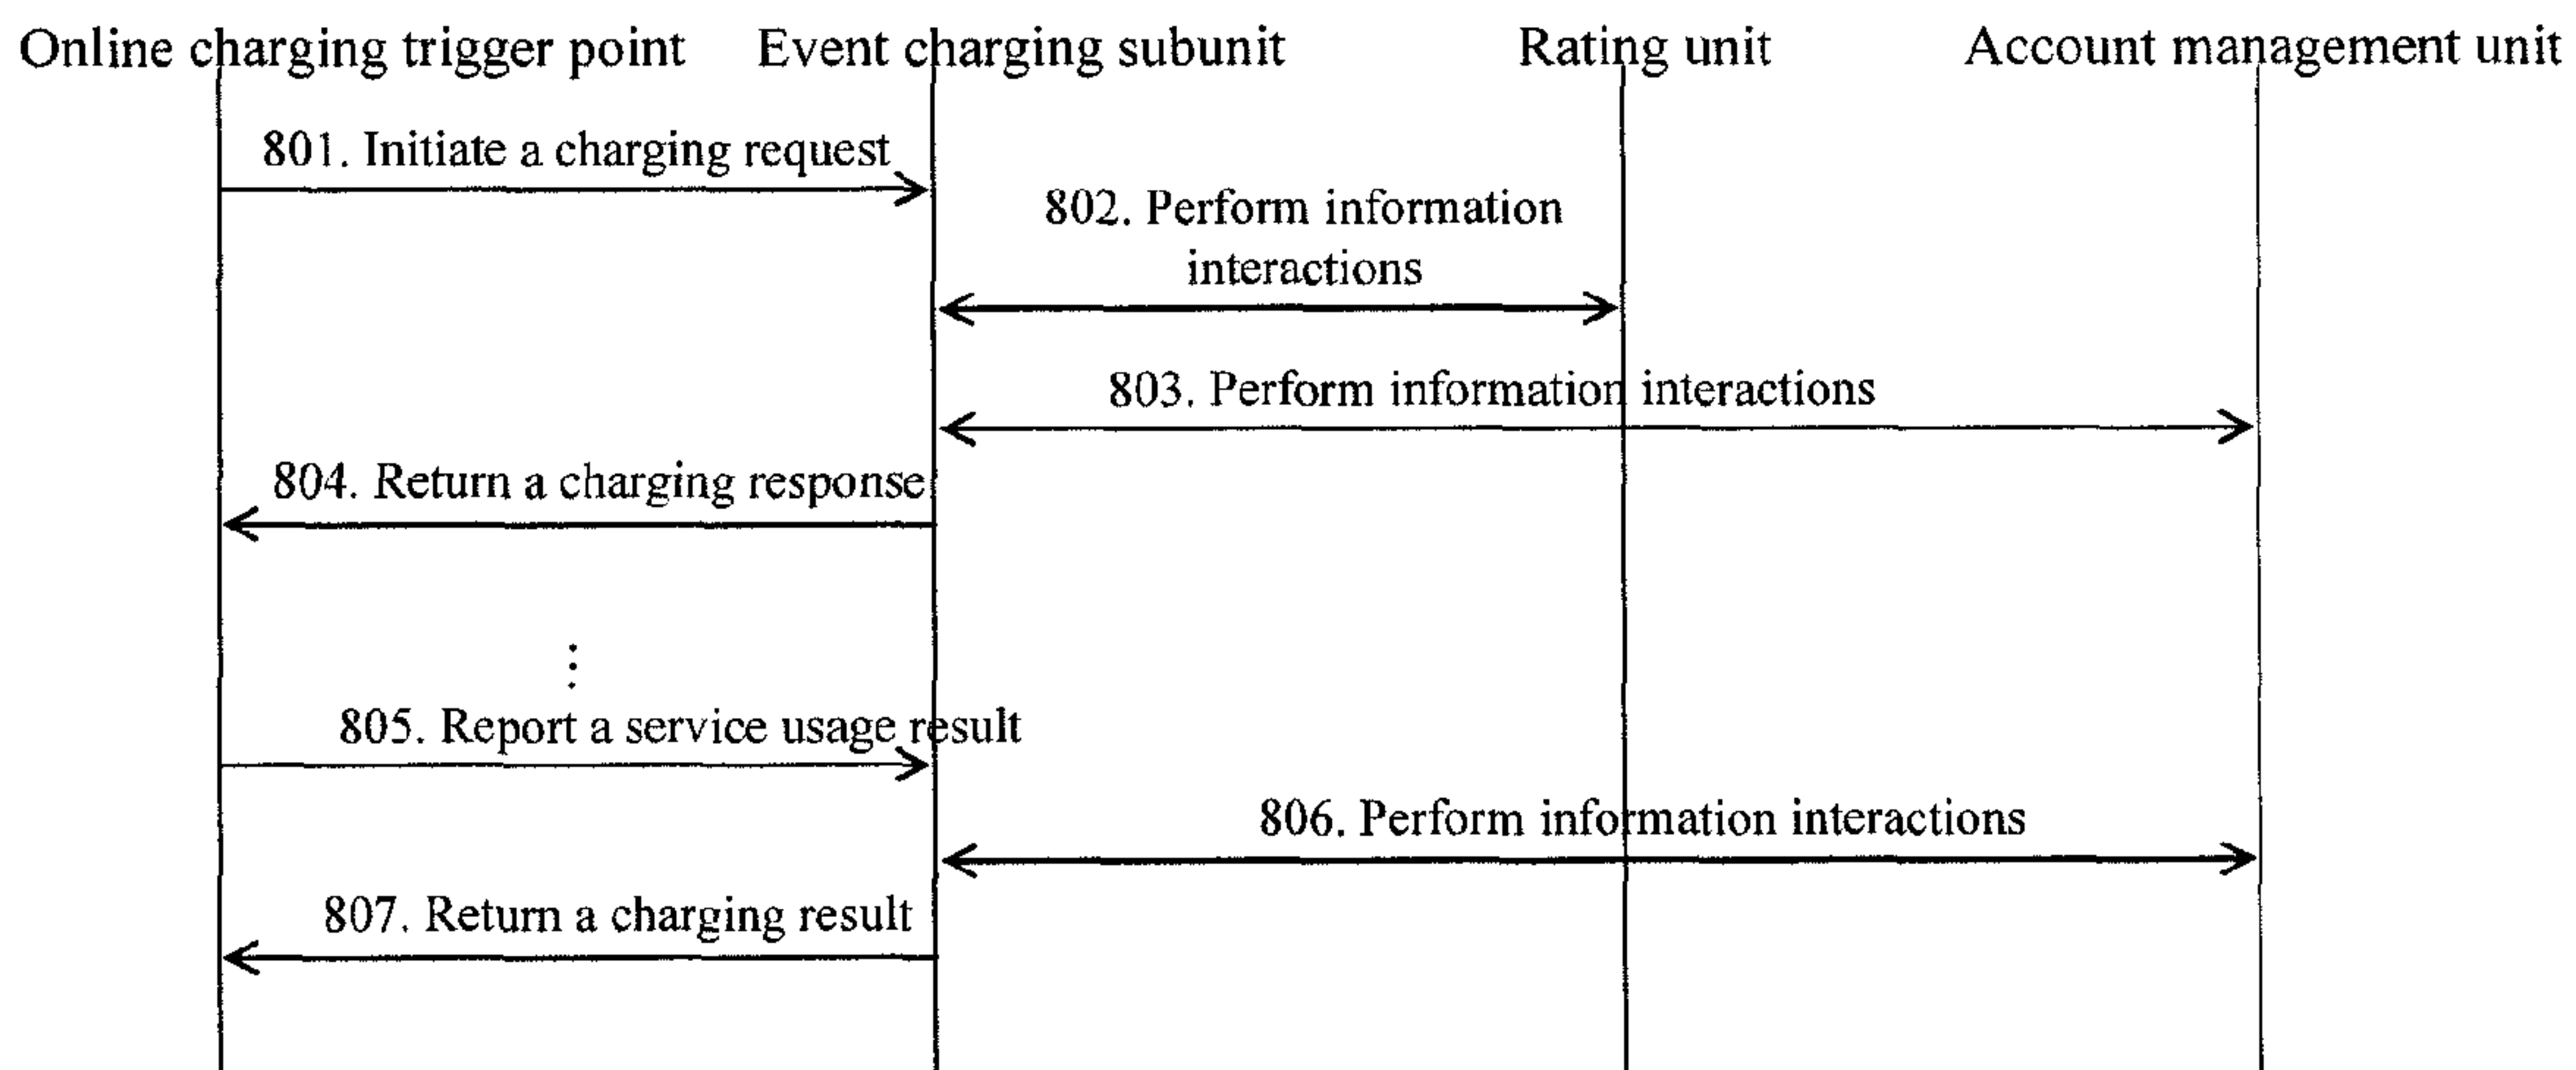 Online charging trigger point
Event charging subunit
Rating unit
Account management unit
801. Initiate a charging request
802. Perform information
interactions
803. Perform information interactions
804. Return a charging response
805. Report a service usage result
806. Perform information interactions
807. Return a charging result